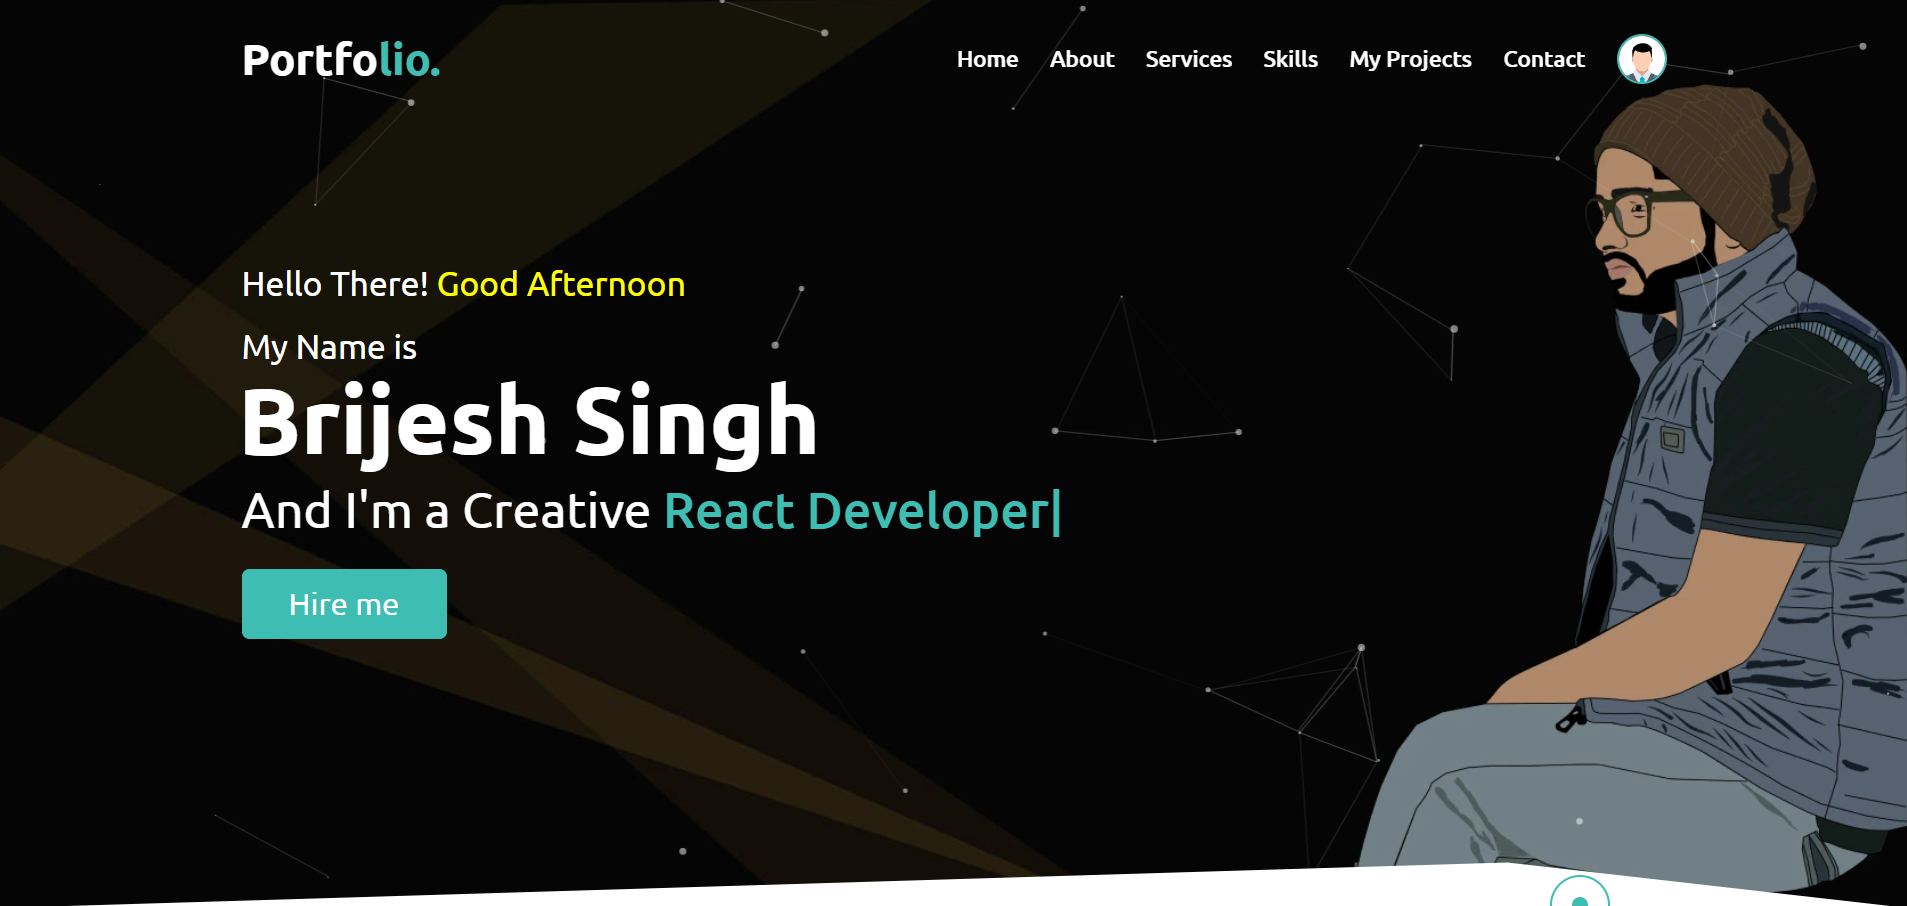 Portfolio.
Home About Services Skills My Projects Contact
Hello There! Good Afternoon
My Name is
Brijesh Singh
And I'm a Creative React Developer|
Hire me